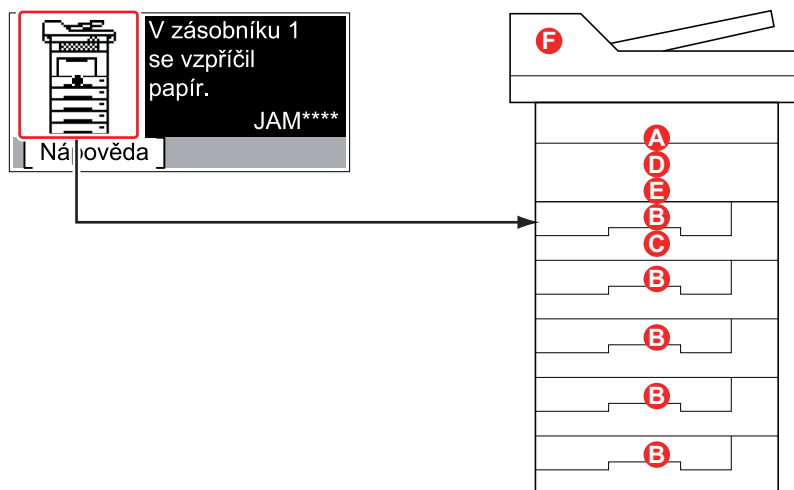 V zásobníku 1
se vzpříčil
papír.
JAM****
[ Nápověda ]
F
A
D
E
B
C
B
B
B
B